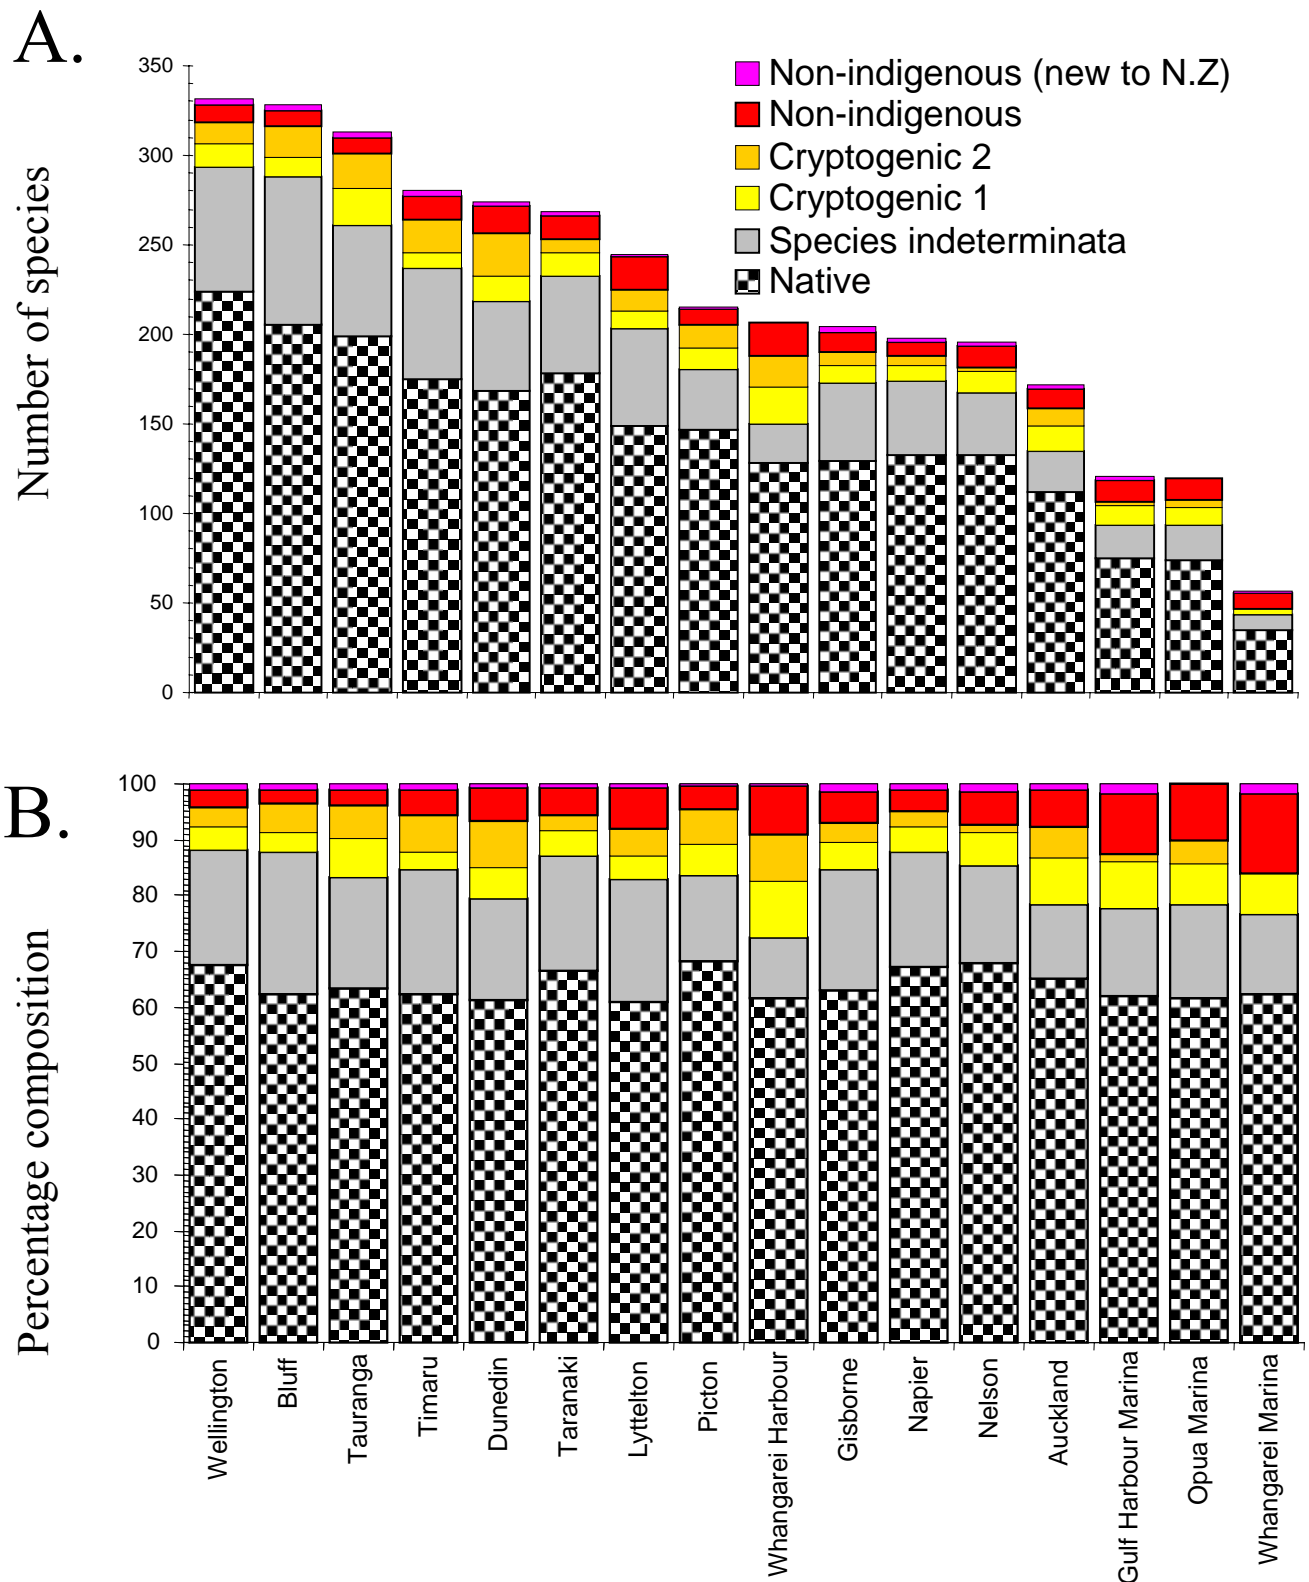 A.
Number of species
350
300
250
200
150
100
50
0
Non-indigenous (new to N.Z)
Non-indigenous
Cryptogenic 2
Cryptogenic 1
Species indeterminata
Native
B.
Percentage composition
100
90
80
70
60
50
40
30
20
10
0
Wellington
Bluff
Tauranga
Timaru
Dunedin
Taranaki
Lyttelton
Picton
Whangarei Harbour
Gisborne
Napier
Nelson
Auckland
Gulf Harbour Marina
Opua Marina
Whangarei Marina